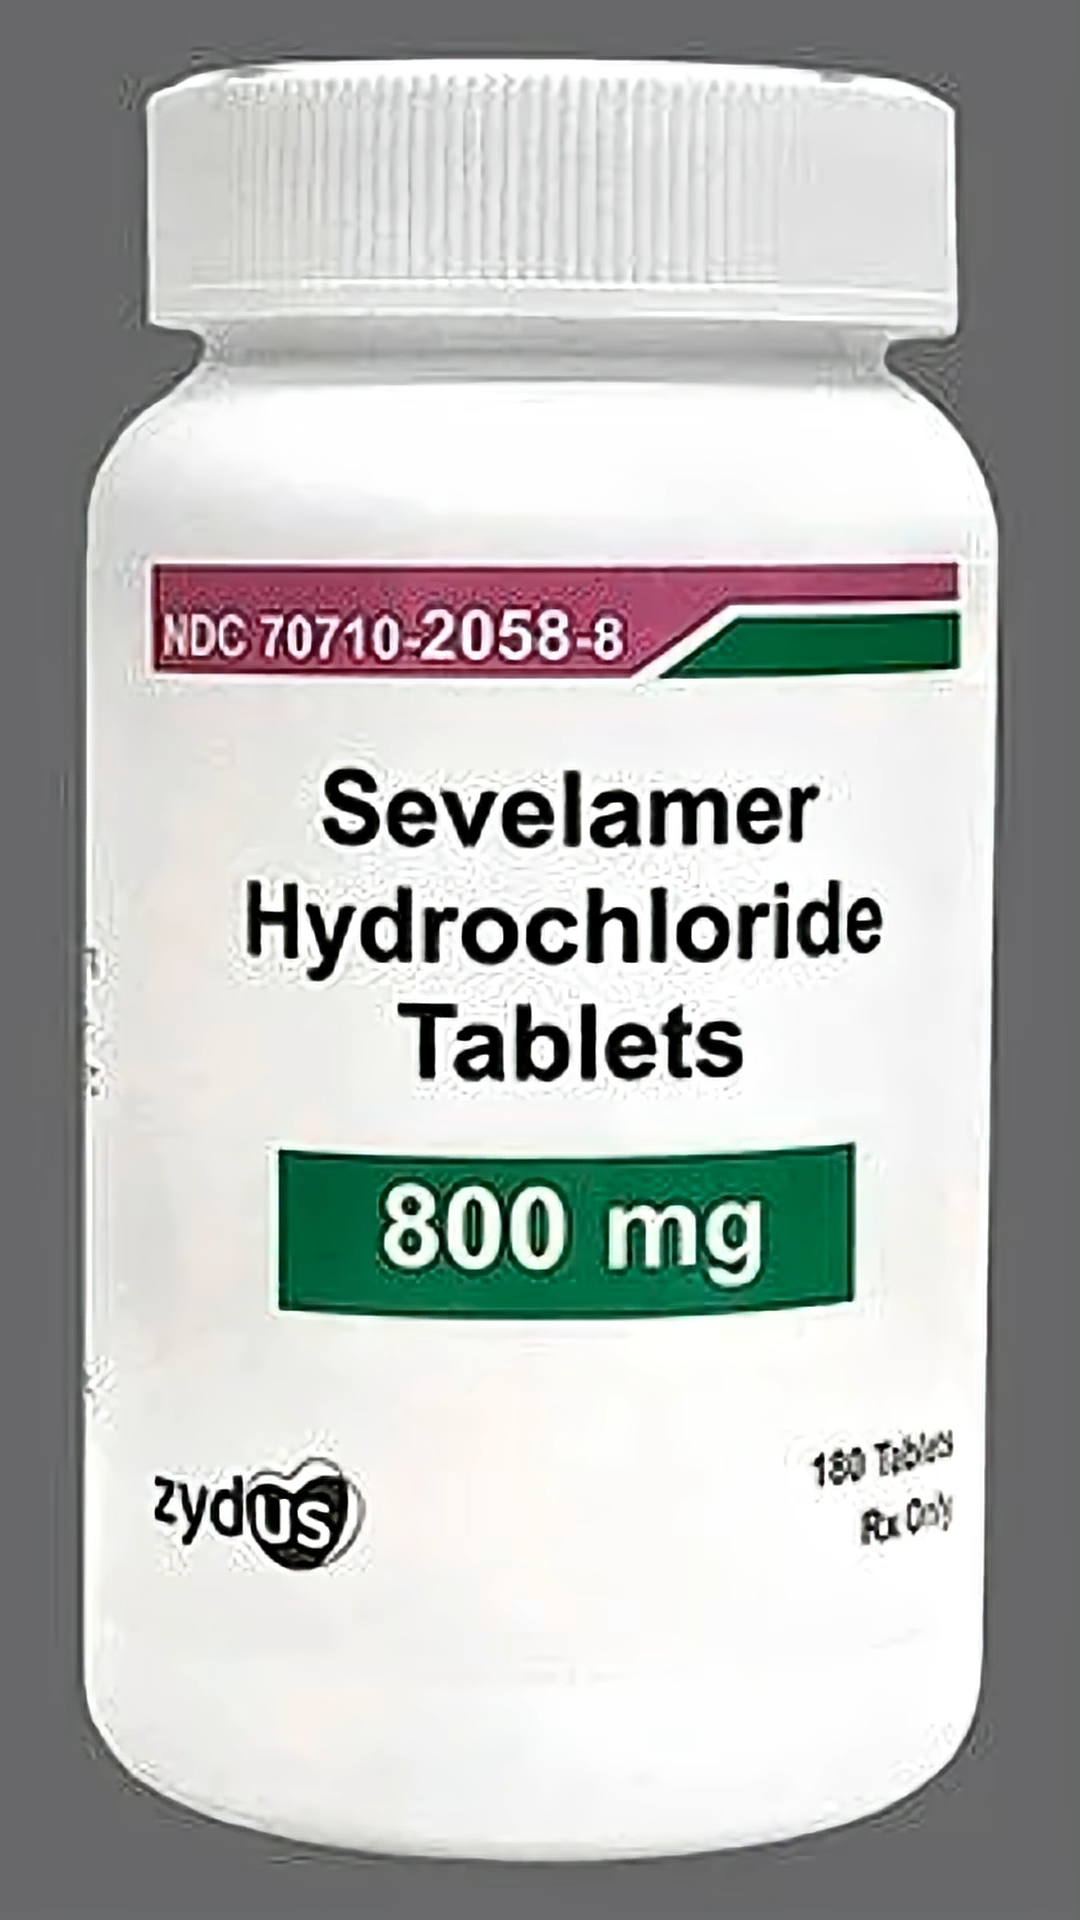 NDC 70710-2058-8
Sevelamer
Hydrochloride
Tablets
800 mg
zydus
180 Tablets
Rx Only